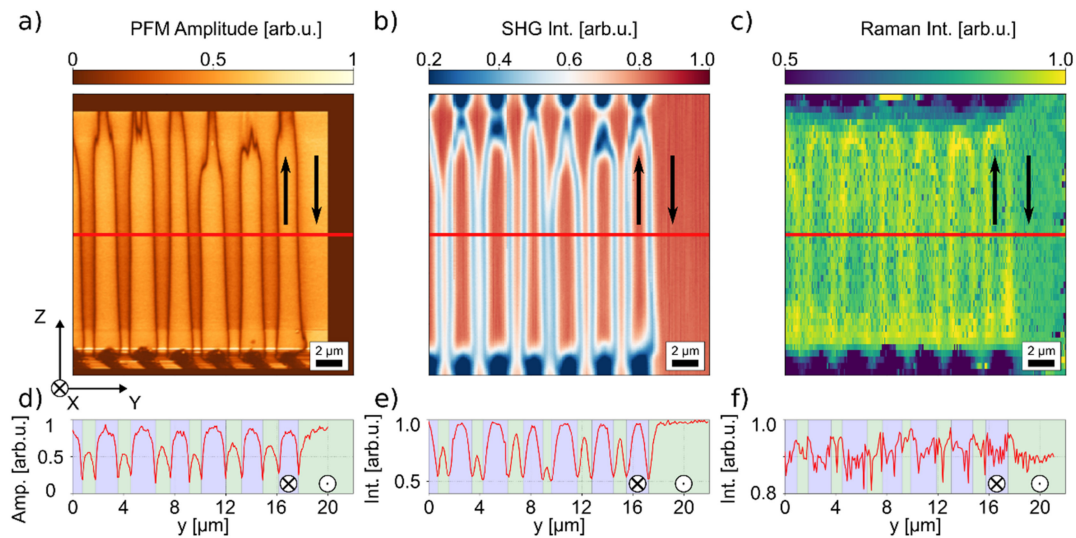 a) PFM Amplitude [arb.u.]
0 0.5 1
b) SHG Int. [arb.u.]
0.2 0.4 0.6 0.8 1.0
c) Raman Int. [arb.u.]
0.5 1.0
2 µm
2 µm
2 µm
Z
X
Y
d)
Amp. [arb.u.]
1
0.5
0
0 4 8 12 16 20
y [µm]
e)
Int. [arb.u.]
1.0
0.5
0 4 8 12 16 20
y [µm]
f)
Int. [arb.u.]
1.0
0.8
0 4 8 12 16 20
y [µm]